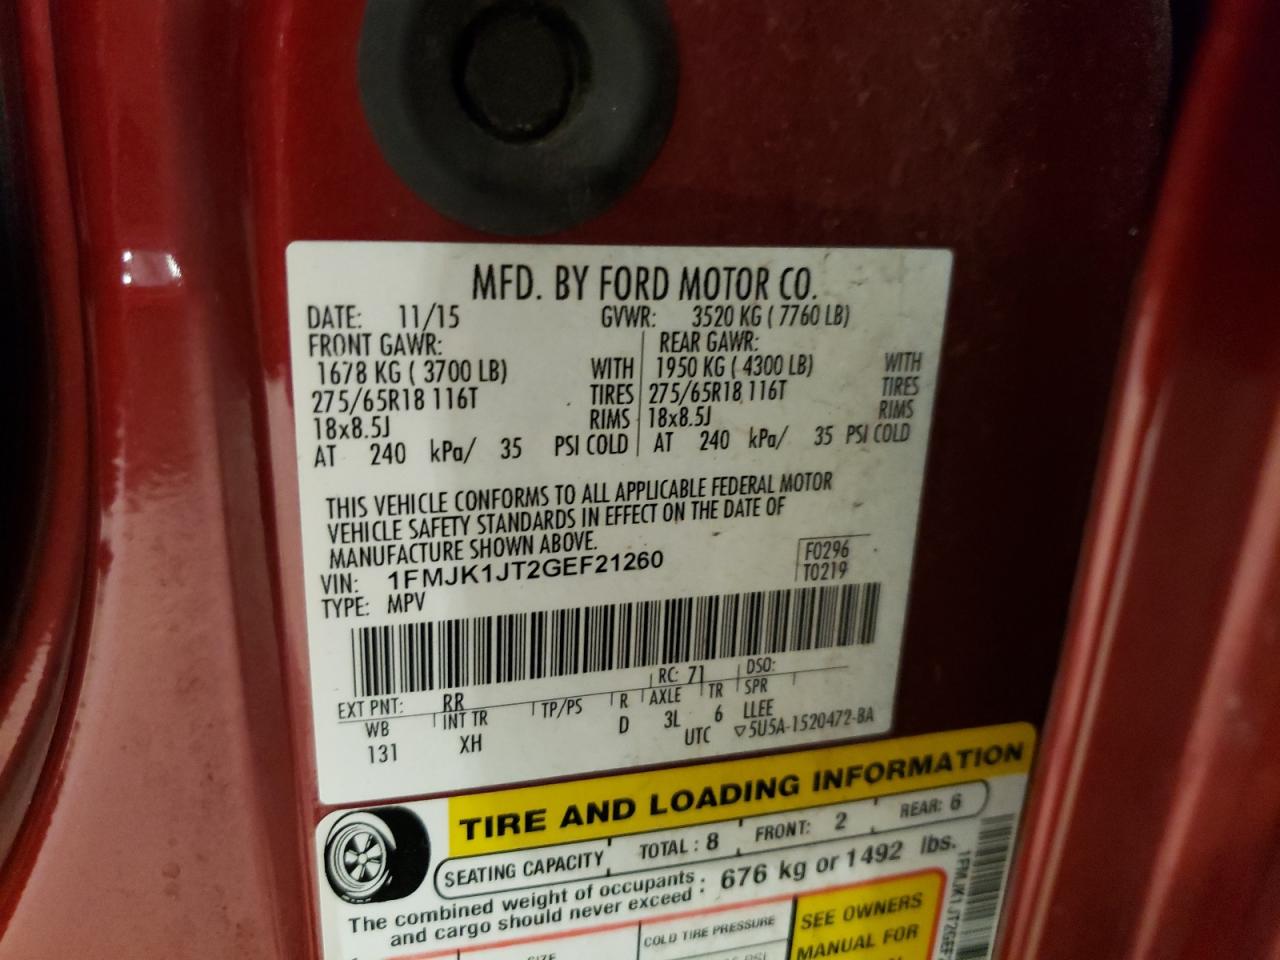 MFD. BY FORD MOTOR CO.
DATE: 11/15 GVWR: 3520 KG ( 7760 LB)
FRONT GAWR: REAR GAWR:
1678 KG ( 3700 LB) WITH 1950 KG ( 4300 LB) WITH
275/65R18 116T TIRES 275/65R18 116T TIRES
18x8.5J RIMS 18x8.5J RIMS
AT 240 kPa/ 35 PSI COLD AT 240 kPa/ 35 PSI COLD
THIS VEHICLE CONFORMS TO ALL APPLICABLE FEDERAL MOTOR
VEHICLE SAFETY STANDARDS IN EFFECT ON THE DATE OF
MANUFACTURE SHOWN ABOVE.
VIN: 1FMJK1JT2GEF21260 F0296
TYPE: MPV T0219
EXT PNT: RR RC: 71 DSO:
WB INT TR TP/PS R AXLE TR SPR
131 XH D 3L 6 LLEE
UTC ▽5U5A-1520472-BA
TIRE AND LOADING INFORMATION
SEATING CAPACITY TOTAL : 8 FRONT: 2 REAR: 6
The combined weight of occupants : 676 kg or 1492 lbs.
and cargo should never exceed :
COLD TIRE PRESSURE
SEE OWNERS
MANUAL FOR
SIZE